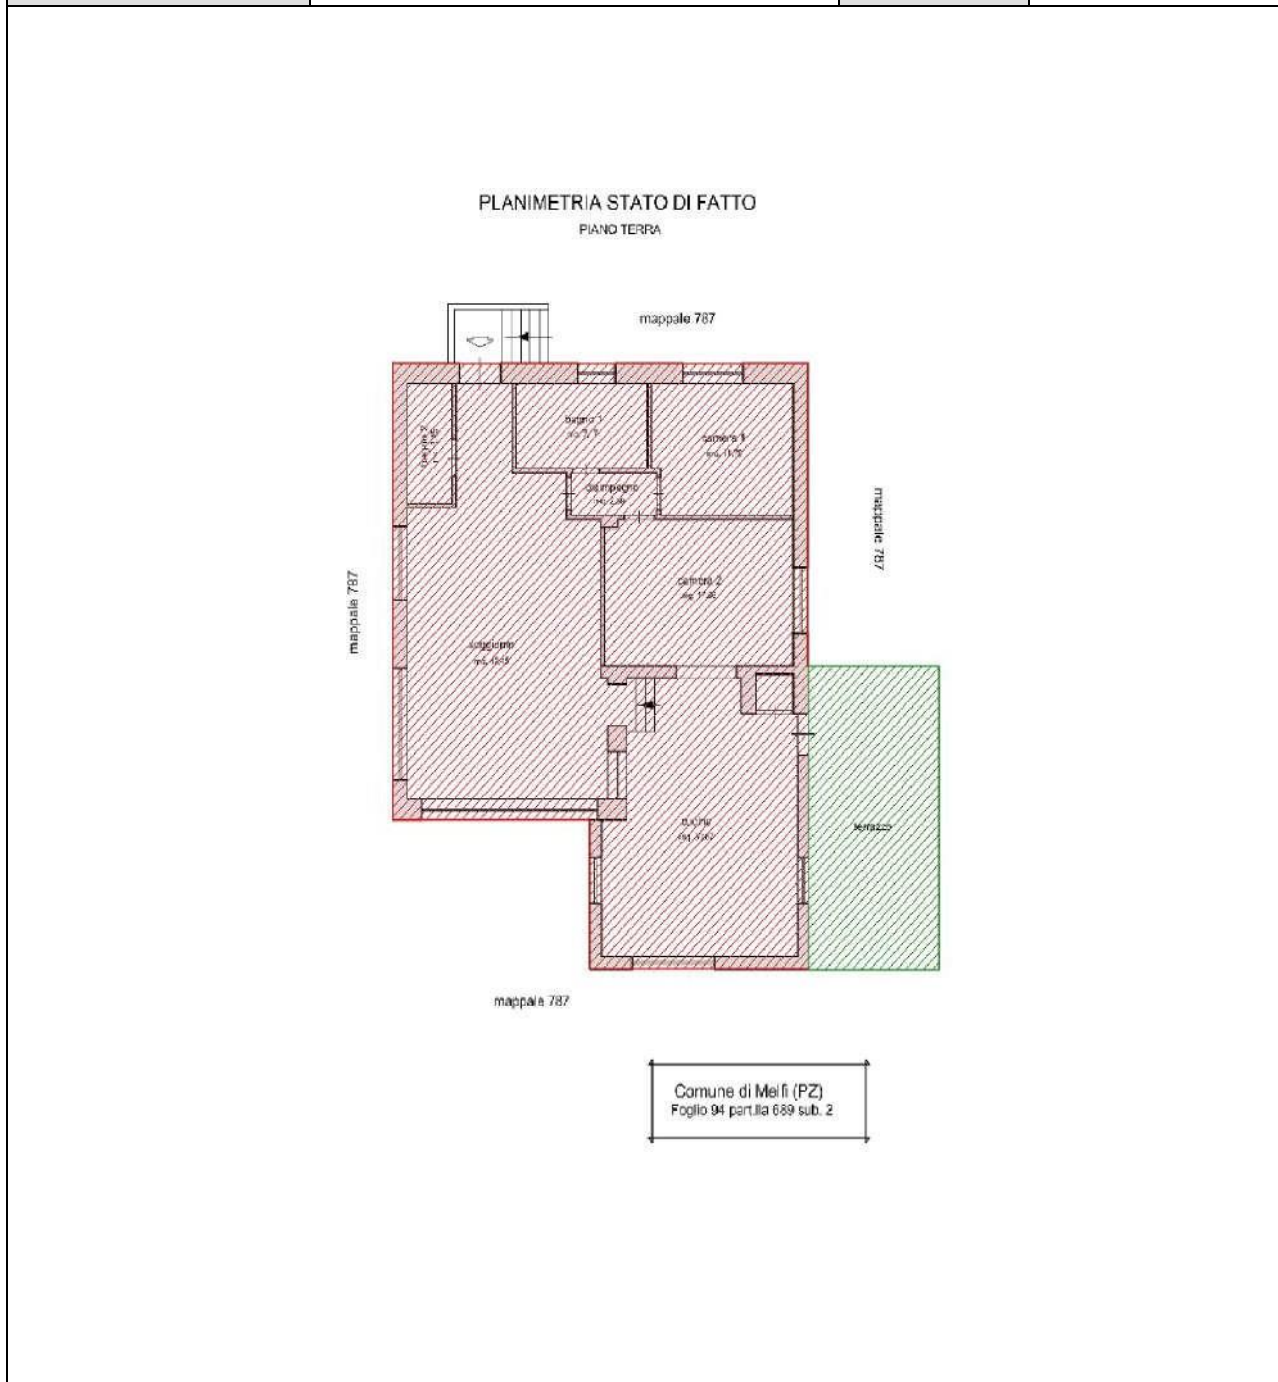 PLANIMETRIA STATO DI FATTO
PIANO TERRA
mappale 787
bagno 1
camera 1
disimpegno
mappale 787
camera 2
mappale 787
soggiorno
cucina
terrazzo
mappale 787
Comune di Melfi (PZ)
Foglio 94 part.lla 689 sub. 2